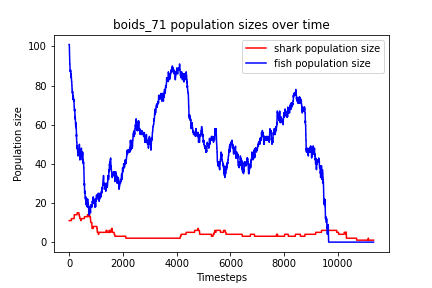 boids_71 population sizes over time
shark population size
fish population size
Population size
100
80
60
40
20
0
0
2000
4000
6000
8000
10000
Timesteps